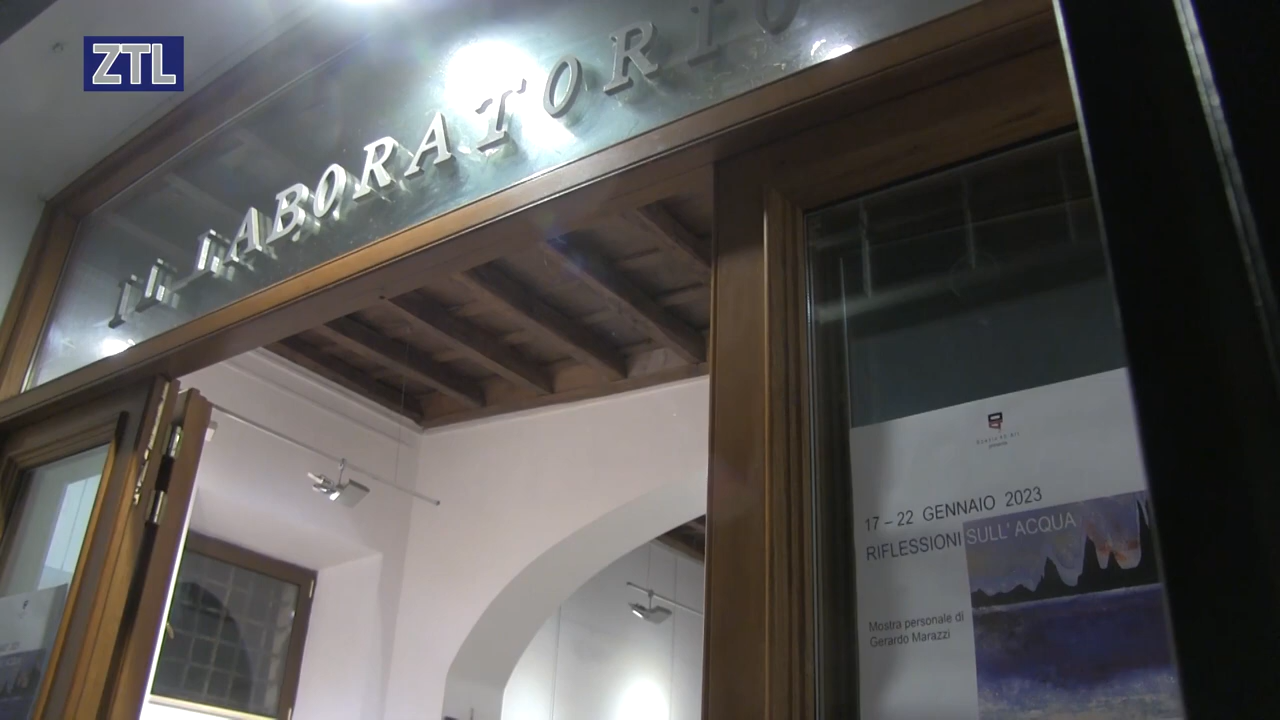 ZTL
IL LABORATORIO
17 – 22 GENNAIO 2023
RIFLESSIONI SULL' ACQUA
Mostra personale di
Gerardo Marazzi